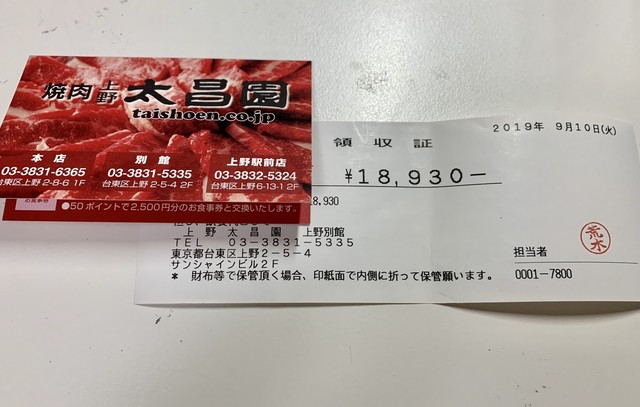 焼肉 上野 太昌園
taishoen.co.jp
本店
03-3831-6365
台東区上野2-8-6 1F
別館
03-3831-5335
台東区上野2-5-4 2F
上野駅前店
03-3832-5324
台東区上野6-13-1 2F
●50ポイントで2,500円分のお食事券と交換いたします。
領収証
2019年 9月10日(火)
¥18,930-
18,930
上野 太昌園 上野別館
TEL 03-3831-5335
東京都台東区上野2-5-4
サンシャインビル2F
* 財布等で保管頂く場合、印紙面で内側に折って保管願います。
荒木
担当者
0001-7800